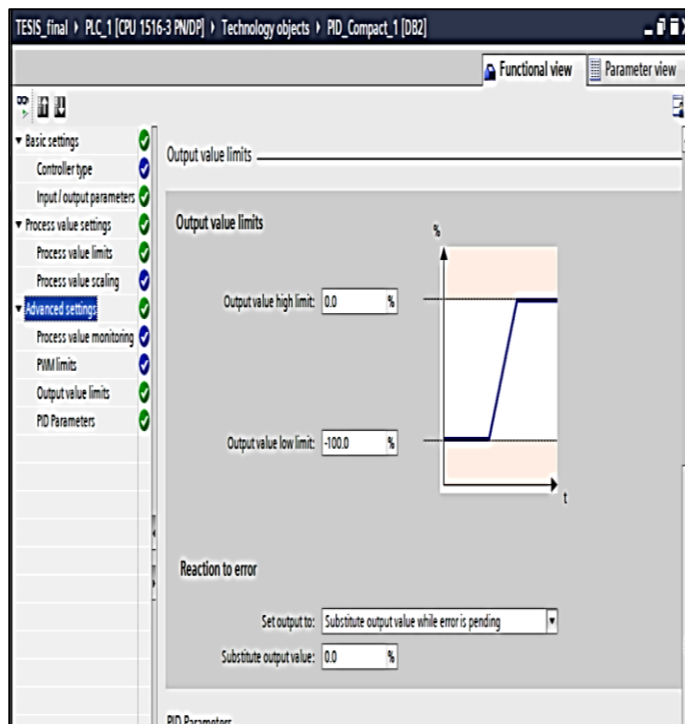 TESIS_final ▸ PLC_1 [CPU 1516-3 PN/DP] ▸ Technology objects ▸ PID_Compact_1 [DB2]
Functional view
Parameter view
Basic settings
Controller type
Input / output parameters
Process value settings
Process value limits
Process value scaling
Advanced settings
Process value monitoring
PWM limits
Output value limits
PID Parameters
Output value limits
Output value limits
%
Output value high limit: 0.0 %
Output value low limit: -100.0 %
t
Reaction to error
Set output to: Substitute output value while error is pending
Substitute output value: 0.0 %
PID Parameters